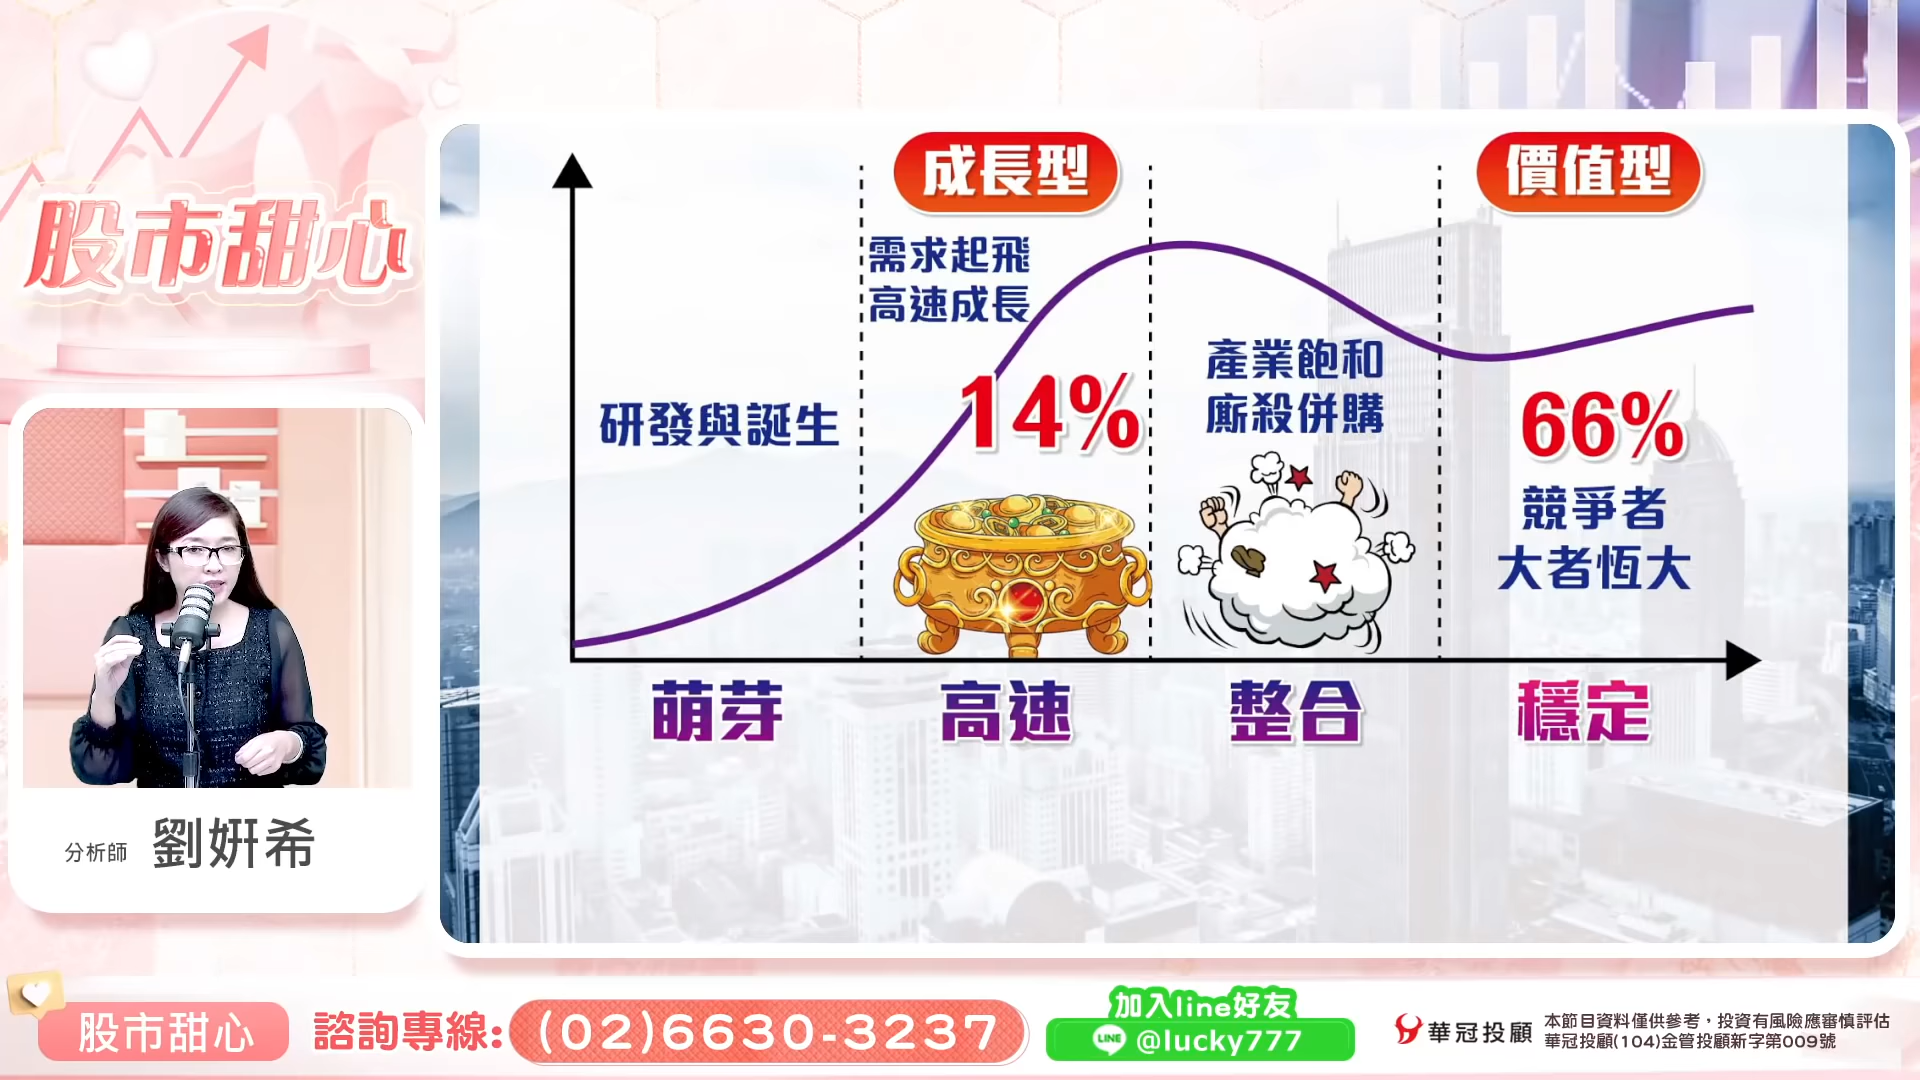 股市甜心
分析師 劉妍希
成長型
價值型
需求起飛
高速成長
研發與誕生
14%
產業飽和
廝殺併購
66%
競爭者
大者恆大
萌芽
高速
整合
穩定
股市甜心
諮詢專線:
(02)6630-3237
加入line好友
LINE @lucky777
華冠投顧
本節目資料僅供參考，投資有風險應審慎評估
華冠投顧(104)金管投顧新字第009號